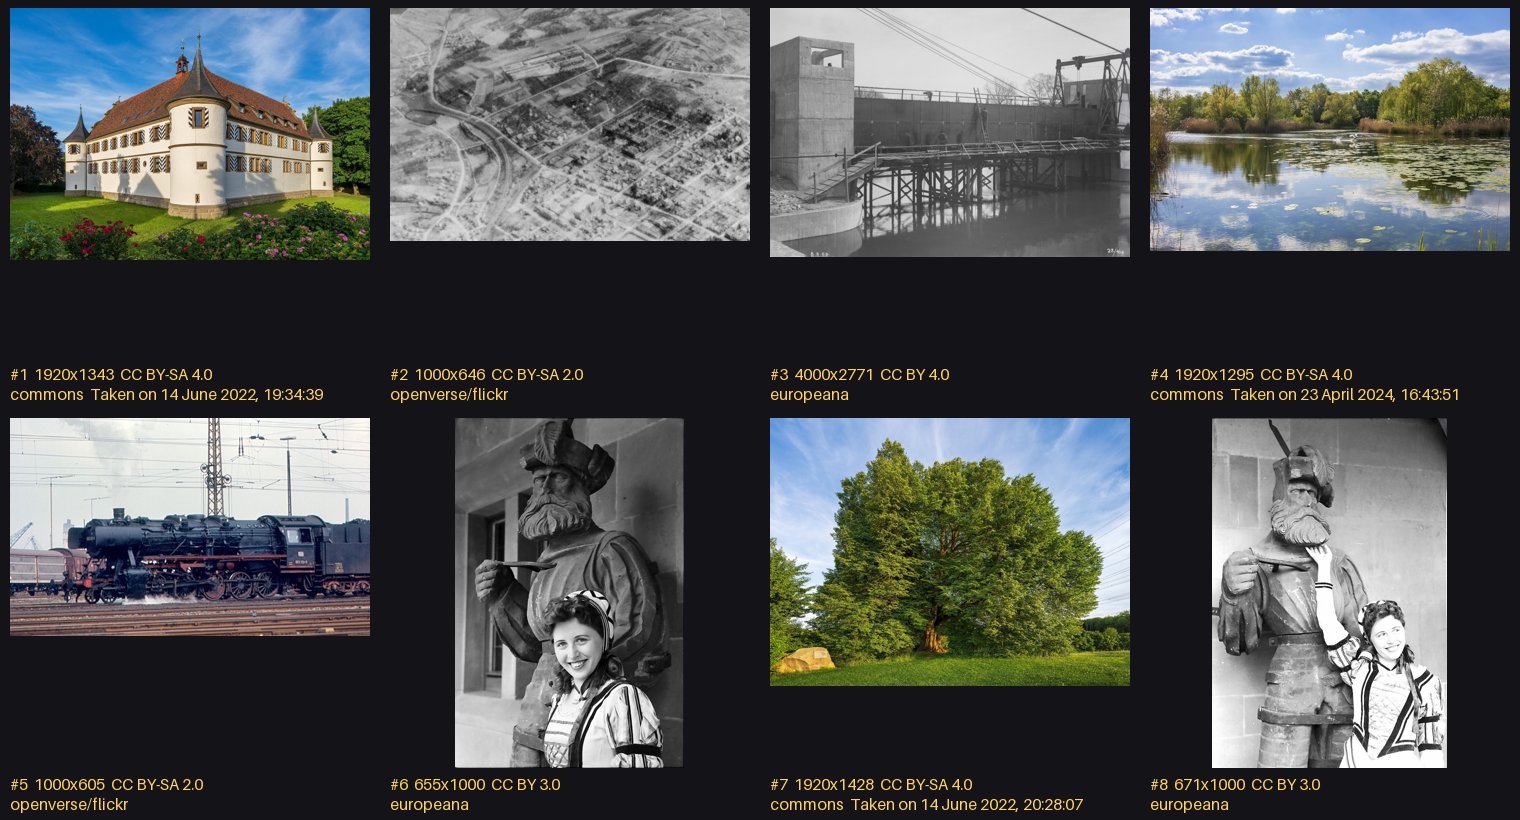 #1 1920x1343 CC BY-SA 4.0
commons Taken on 14 June 2022, 19:34:39
#2 1000x646 CC BY-SA 2.0
openverse/flickr
#3 4000x2771 CC BY 4.0
europeana
#4 1920x1295 CC BY-SA 4.0
commons Taken on 23 April 2024, 16:43:51
#5 1000x605 CC BY-SA 2.0
openverse/flickr
#6 655x1000 CC BY 3.0
europeana
#7 1920x1428 CC BY-SA 4.0
commons Taken on 14 June 2022, 20:28:07
#8 671x1000 CC BY 3.0
europeana